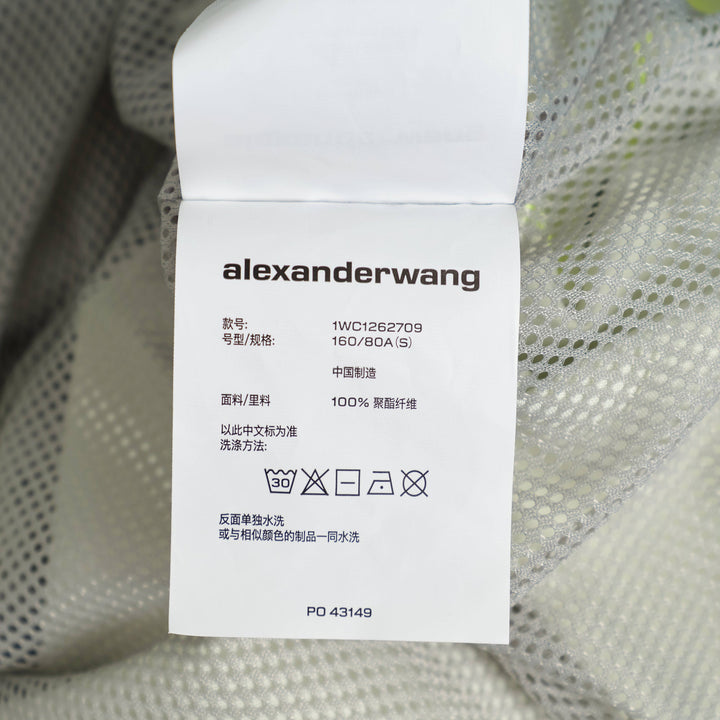 alexanderwang
款号: 1WC1262709
号型/规格: 160/80A(S)
中国制造
面料/里料 100% 聚酯纤维
以此中文标为准
洗涤方法:
30
反面单独水洗
或与相似颜色的制品一同水洗
PO 43149